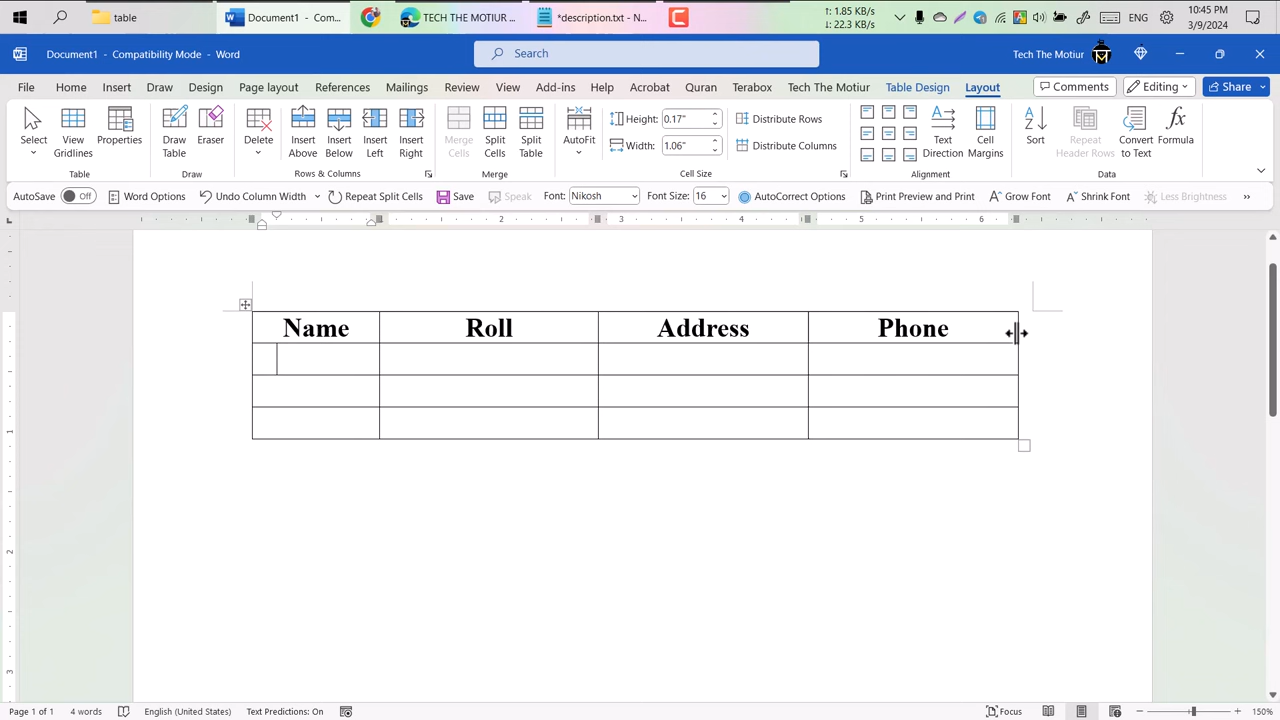 table
Document1 - Com...
TECH THE MOTIUR ...
*description.txt - N...
↑: 1.85 KB/s
↓: 22.3 KB/s
ENG
10:45 PM
3/9/2024
Document1 - Compatibility Mode - Word
Search
Tech The Motiur
File Home Insert Draw Design Page layout References Mailings Review View Add-ins Help Acrobat Quran Terabox Tech The Motiur Table Design Layout Comments Editing Share
Select
View Gridlines
Properties
Table
Draw Table
Eraser
Draw
Delete
Insert Above
Insert Below
Insert Left
Insert Right
Rows & Columns
Merge Cells
Split Cells
Split Table
Merge
AutoFit
Height: 0.17"
Width: 1.06"
Distribute Rows
Distribute Columns
Cell Size
Text Direction
Cell Margins
Alignment
Sort
Repeat Header Rows
Convert to Text
Formula
Data
AutoSave Off Word Options Undo Column Width Repeat Split Cells Save Speak Font: Nikosh Font Size: 16 AutoCorrect Options Print Preview and Print Grow Font Shrink Font Less Brightness »
2 3 4 5 6
Name Roll Address Phone
1
2
3
Page 1 of 1 4 words English (United States) Text Predictions: On Focus 150%